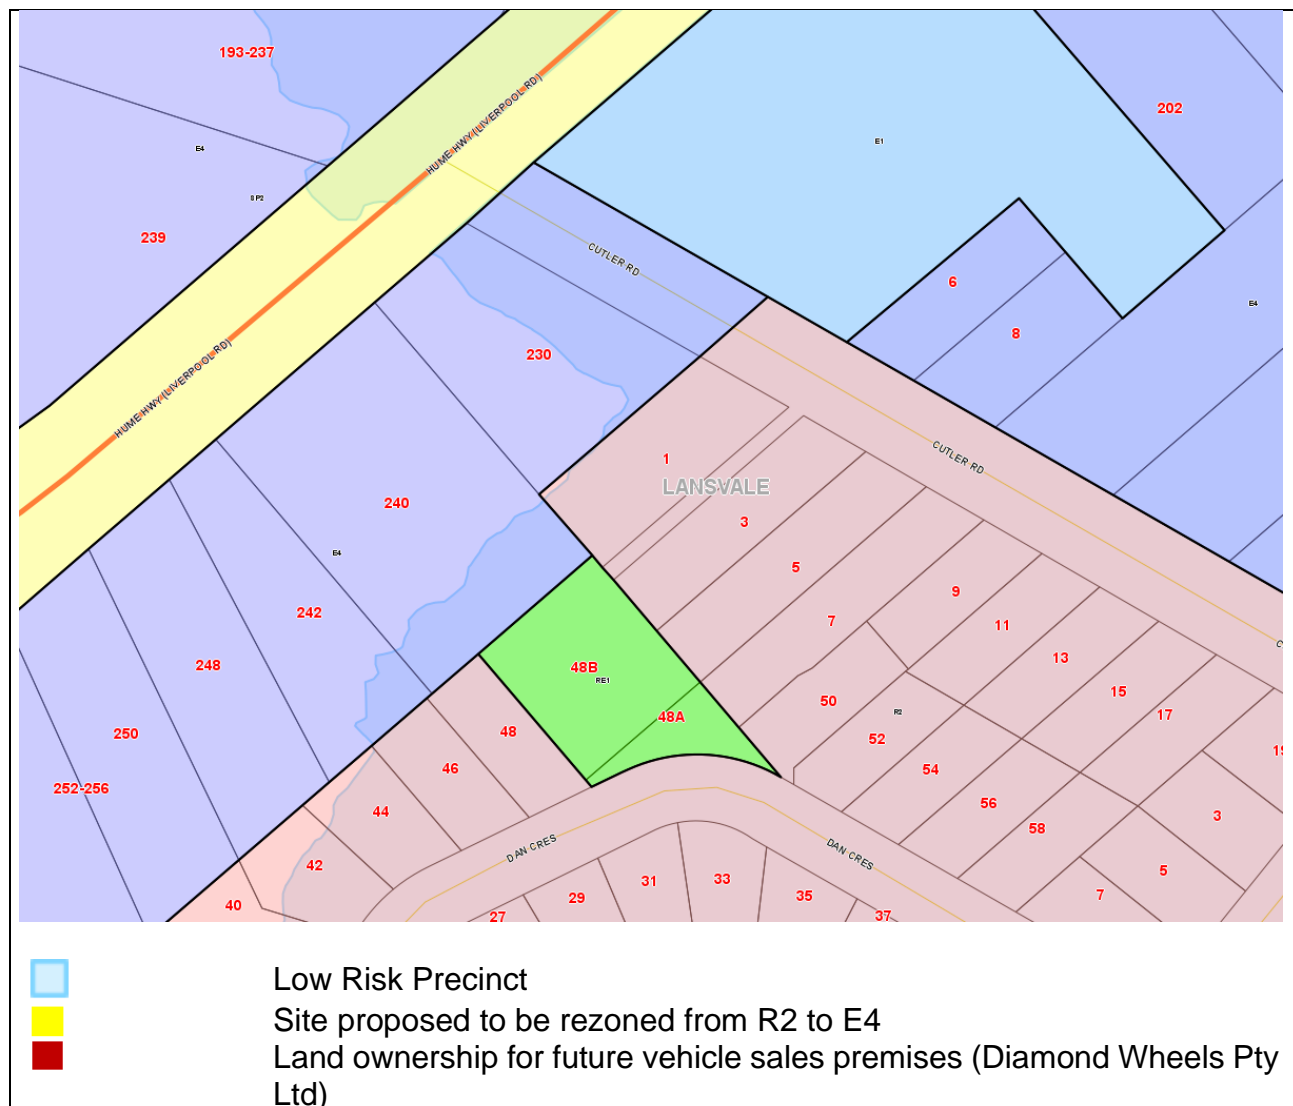 193-237
HUME HWY (LIVERPOOL RD)
202
E1
E4
SP2
239
CUTLER RD
6
E4
8
HUME HWY (LIVERPOOL RD)
230
1
CUTLER RD
LANSVALE
240
3
E4
5
9
242
7
11
13
248
48B
RE1
15
50
R2
17
250
48
48A
52
19
46
54
252-256
56
44
58
3
DAN CRES
DAN CRES
42
5
31
33
29
35
7
40
27
37
Low Risk Precinct
Site proposed to be rezoned from R2 to E4
Land ownership for future vehicle sales premises (Diamond Wheels Pty
Ltd)